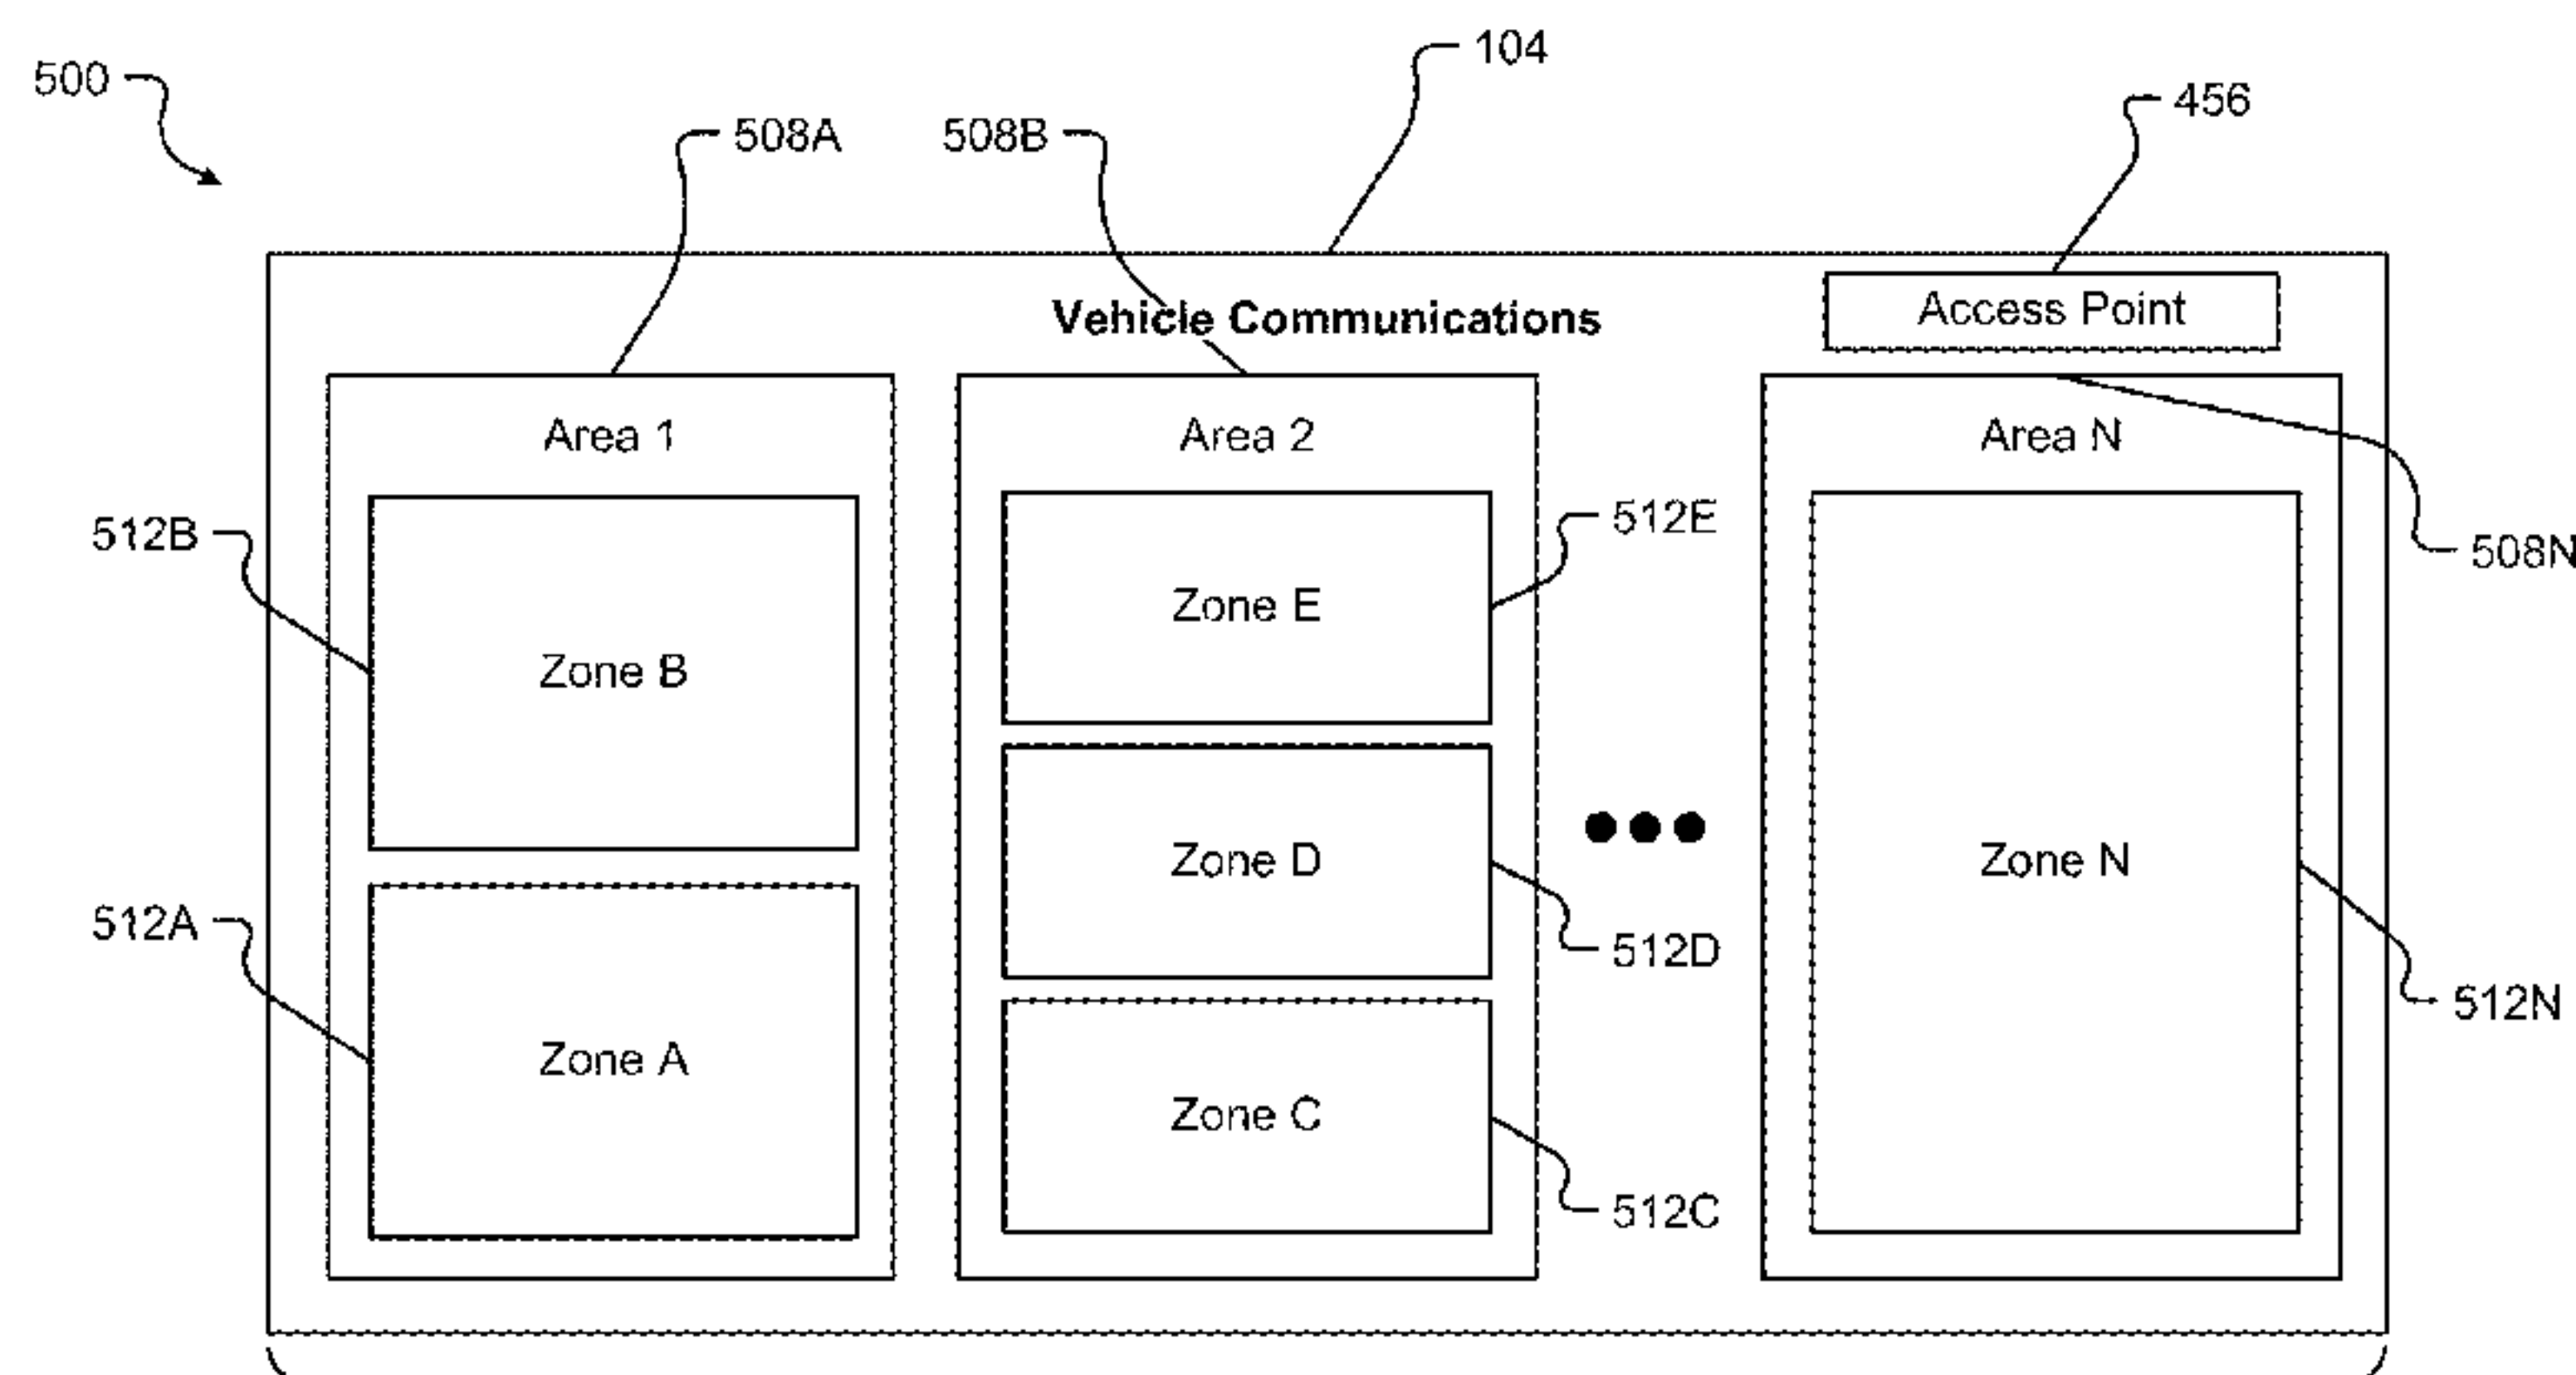 104
500
456
508A
508B
Vehicle Communications
Access Point
Area 1
Area 2
Area N
512B
512E
508N
Zone E
Zone B
Zone D
Zone N
512A
512D
512N
Zone A
Zone C
512C